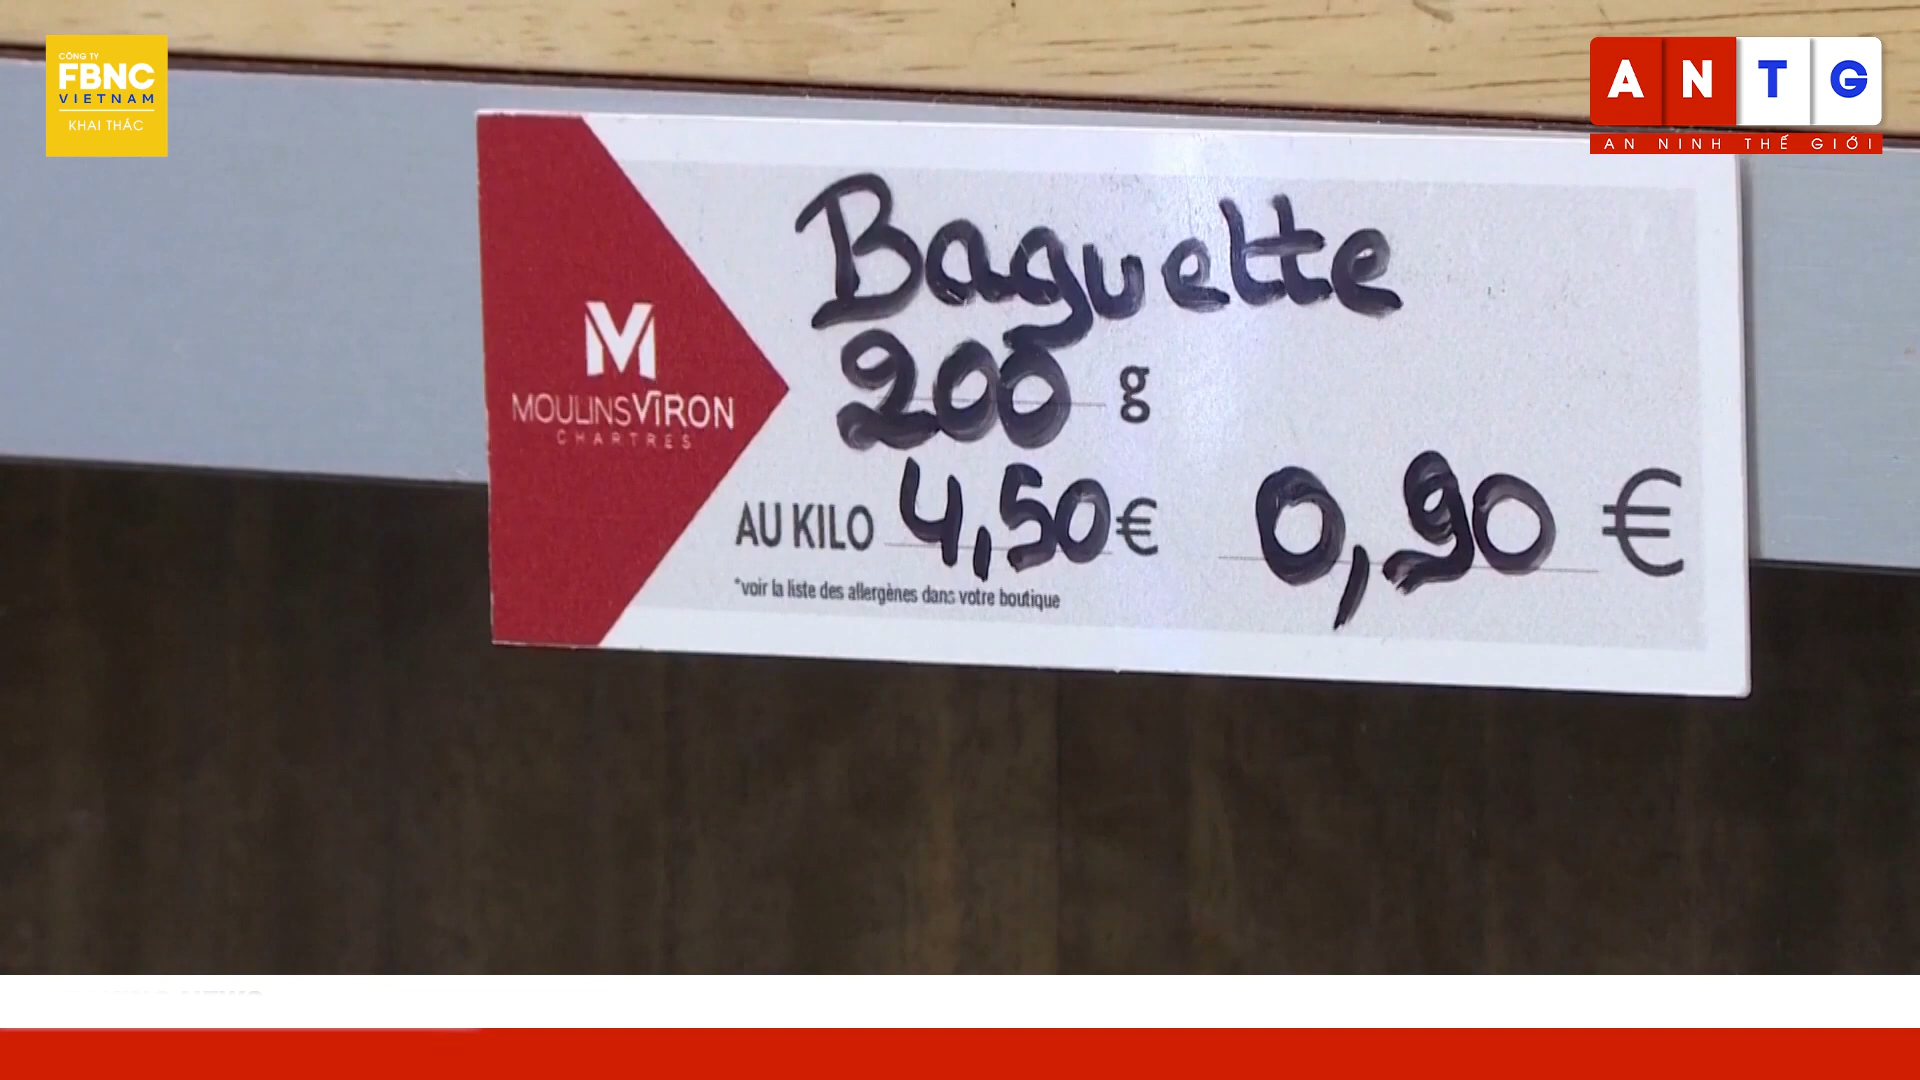 CÔNG TY
FBNC
VIETNAM
KHAI THÁC
ANTG
AN NINH THẾ GIỚI
Baguette
200 g
MOULINS VIRON
CHARTRES
AU KILO 4,50 € 0,90 €
*voir la liste des allergènes dans votre boutique